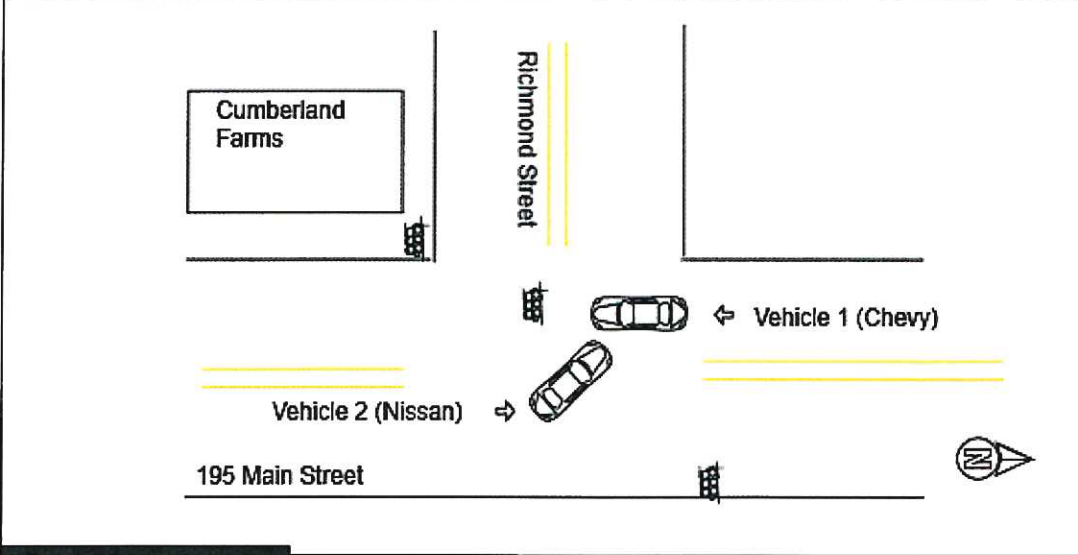 Cumberland
Farms
Richmond Street
Vehicle 1 (Chevy)
Vehicle 2 (Nissan)
195 Main Street
N